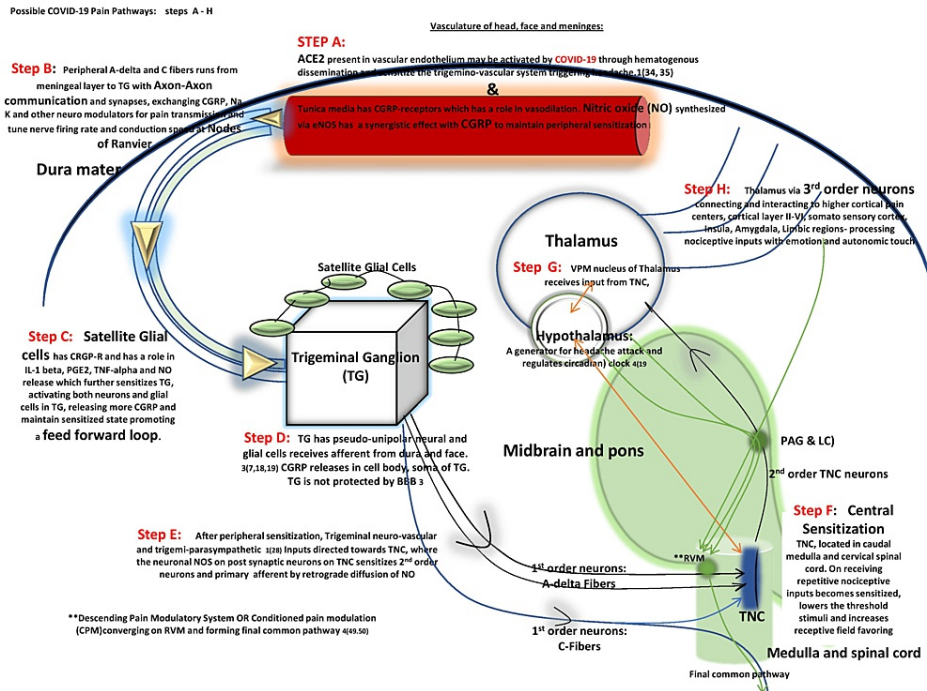 Possible COVID-19 Pain Pathways: steps A - H
Vasculature of head, face and meninges:
STEP A:
ACE2 present in vascular endothelium may be activated by COVID-19 through hematogenous
dissemination and sensitize the trigemino-vascular system triggering headache.1(34, 35)
&
Tunica media has CGRP-receptors which has a role in vasodilation. Nitric oxide (NO) synthesized
via eNOS has a synergistic effect with CGRP to maintain peripheral sensitization
Step B: Peripheral A-delta and C fibers runs from
meningeal layer to TG with Axon-Axon
communication and synapses, exchanging CGRP, Na
K and other neuro modulators for pain transmission and
tune nerve firing rate and conduction speed at Nodes
of Ranvier.
Dura mater
Step H: Thalamus via 3rd order neurons
connecting and interacting to higher cortical pain
centers, cortical layer II-VI, somato sensory cortex,
Insula, Amygdala, Limbic regions- processing
nociceptive inputs with emotion and autonomic touch
Thalamus
Step G: VPM nucleus of Thalamus
receives input from TNC,
Hypothalamus:
A generator for headache attack and
regulates circadian) clock 4(19
Satellite Glial Cells
Trigeminal Ganglion
(TG)
Step C: Satellite Glial
cells has CRGP-R and has a role in
IL-1 beta, PGE2, TNF-alpha and NO
release which further sensitizes TG,
activating both neurons and glial
cells in TG, releasing more CGRP and
maintain sensitized state promoting
a feed forward loop.
Step D: TG has pseudo-unipolar neural and
glial cells receives afferent from dura and face.
3(7,18,19) CGRP releases in cell body, soma of TG.
TG is not protected by BBB 3
Midbrain and pons
PAG & LC)
2nd order TNC neurons
Step E: After peripheral sensitization, Trigeminal neuro-vascular
and trigemi-parasympathetic 1(28) Inputs directed towards TNC, where
the neuronal NOS on post synaptic neurons on TNC sensitizes 2nd order
neurons and primary afferent by retrograde diffusion of NO
Step F: Central
Sensitization
TNC, located in caudal
medulla and cervical spinal
cord. On receiving
repetitive nociceptive
inputs becomes sensitized,
lowers the threshold
stimuli and increases
receptive field favoring
**RVM
1st order neurons:
A-delta Fibers
TNC
**Descending Pain Modulatory System OR Conditioned pain modulation
(CPM)converging on RVM and forming final common pathway 4(49.50)
1st order neurons:
C-Fibers
Medulla and spinal cord
Final common pathway